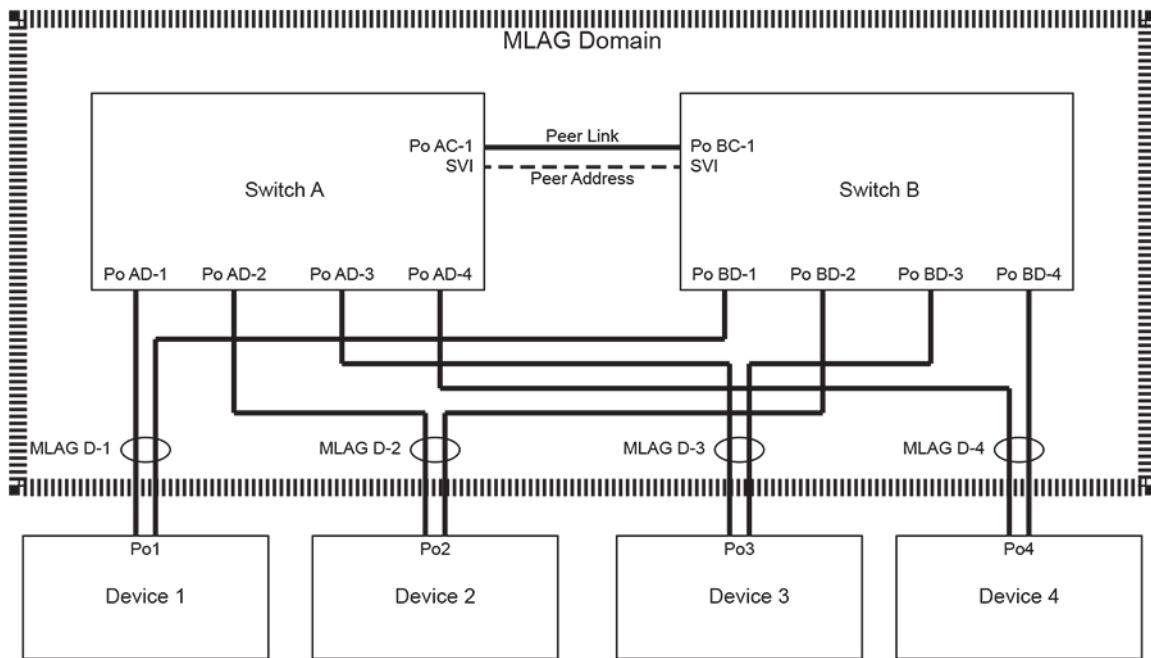 MLAG Domain
Po AC-1
Peer Link
Po BC-1
SVI
Peer Address
SVI
Switch A
Switch B
Po AD-1
Po AD-2
Po AD-3
Po AD-4
Po BD-1
Po BD-2
Po BD-3
Po BD-4
MLAG D-1
MLAG D-2
MLAG D-3
MLAG D-4
Po1
Po2
Po3
Po4
Device 1
Device 2
Device 3
Device 4